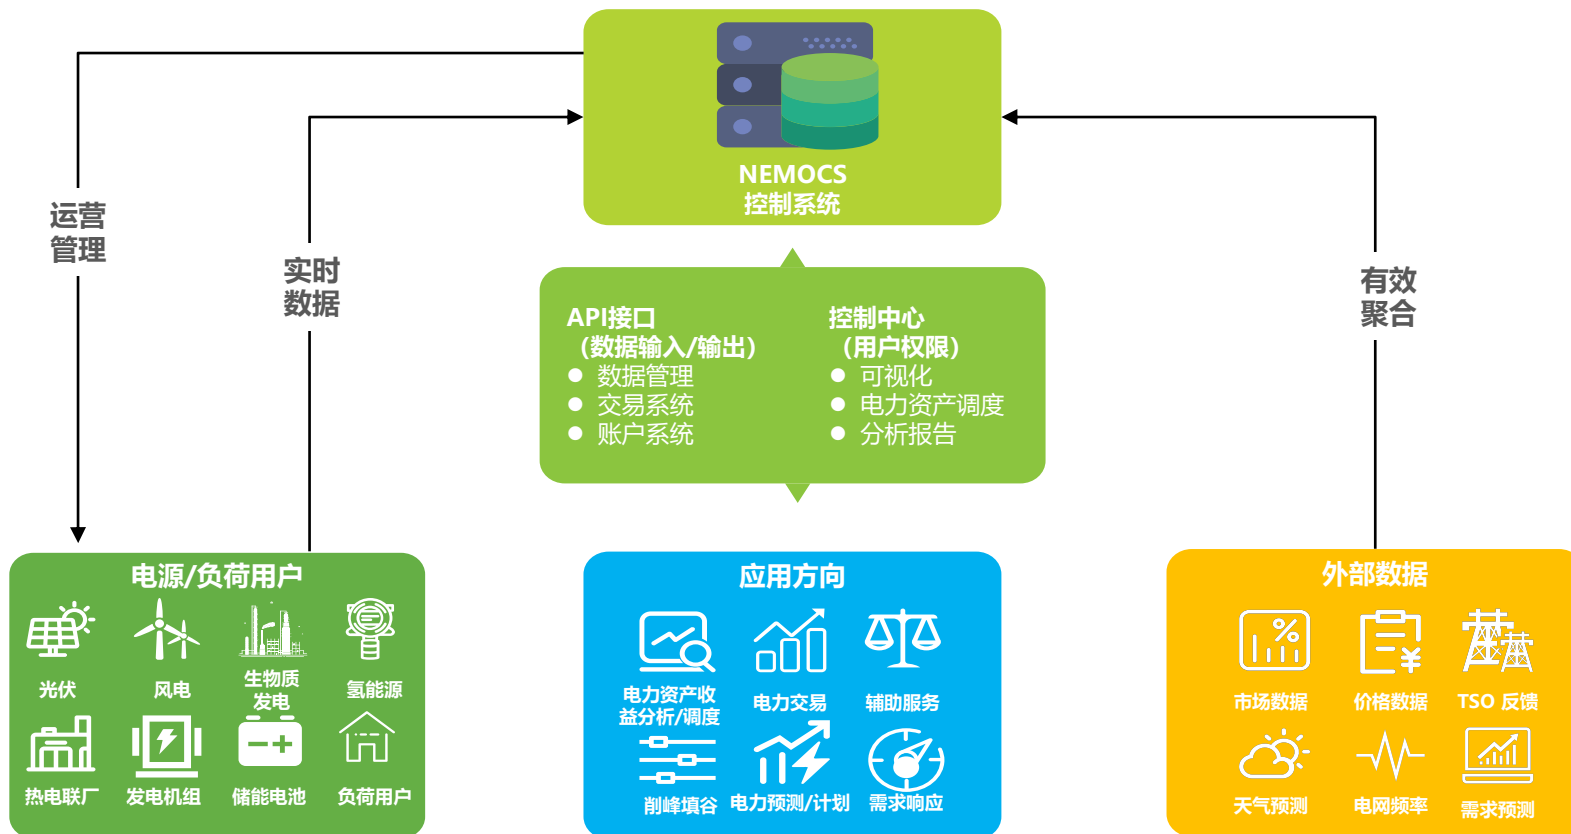 NEMOCS
控制系统
运营
管理
实时
数据
有效
聚合
API接口
（数据输入/输出）
● 数据管理
● 交易系统
● 账户系统
控制中心
（用户权限）
● 可视化
● 电力资产调度
● 分析报告
电源/负荷用户
光伏
风电
生物质
发电
氢能源
热电联厂
发电机组
储能电池
负荷用户
应用方向
电力资产收
益分析/调度
电力交易
辅助服务
削峰填谷
电力预测/计划
需求响应
外部数据
市场数据
价格数据
TSO 反馈
天气预测
电网频率
需求预测